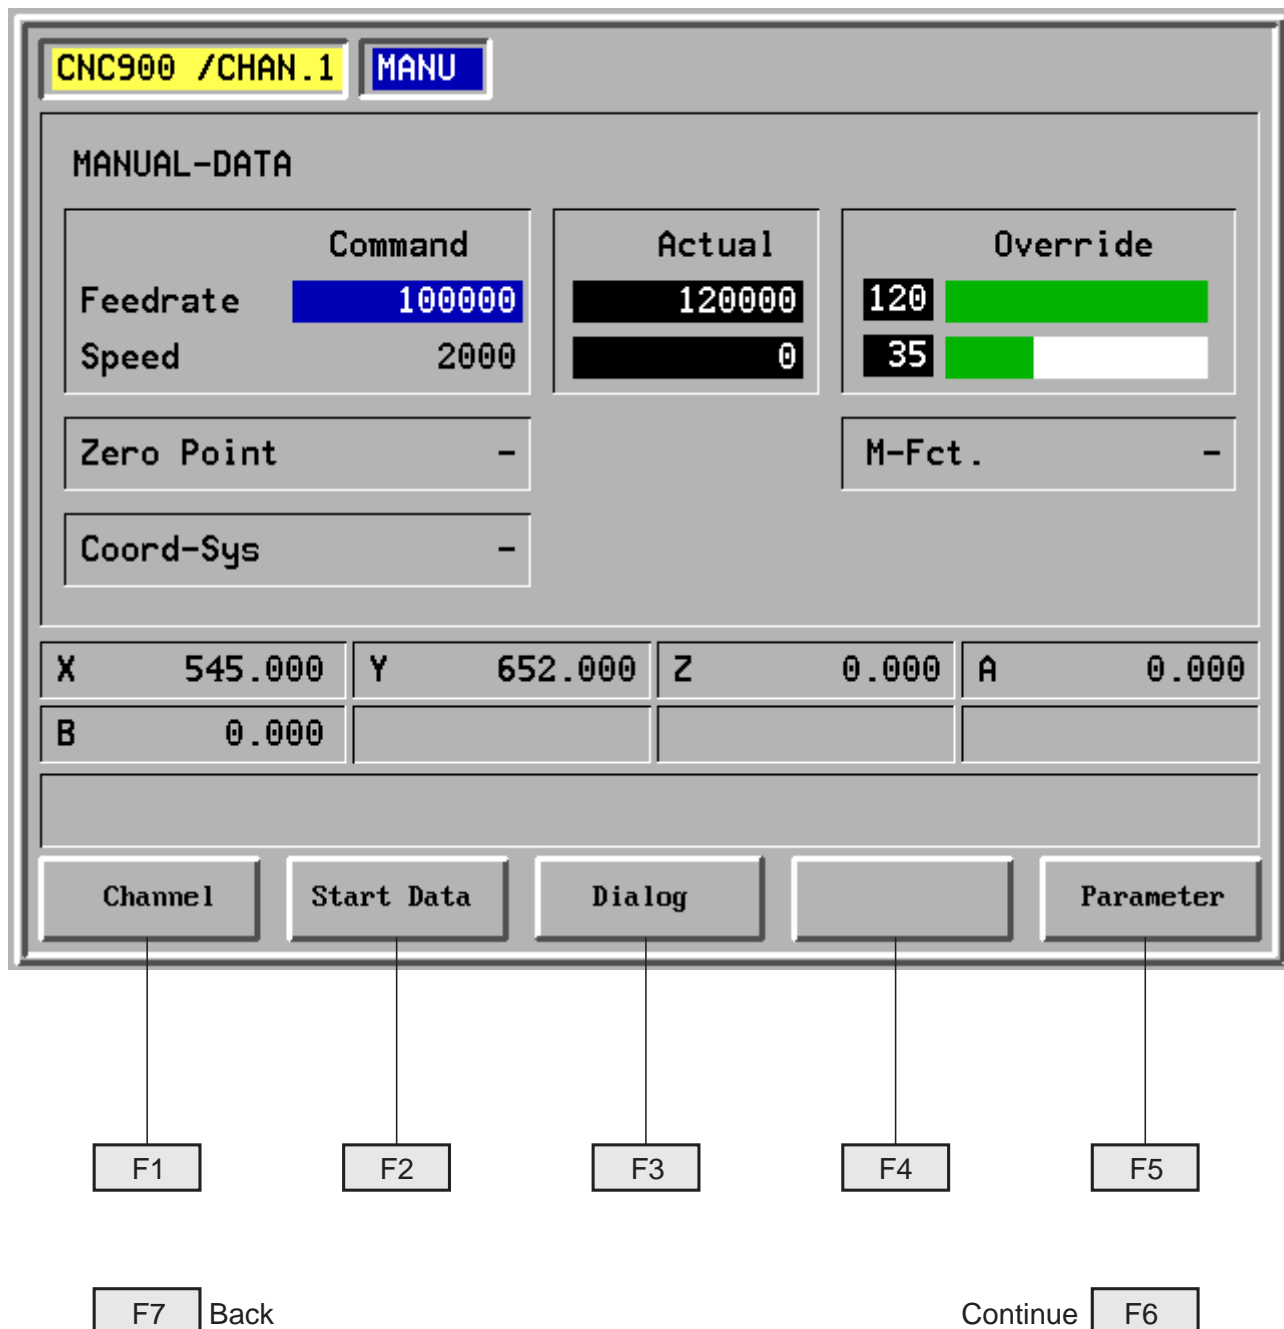 CNC900 /CHAN.1 MANU
MANUAL-DATA
Command Actual Override
Feedrate 100000 120000 120
Speed 2000 0 35
Zero Point - M-Fct. -
Coord-Sys -
X 545.000 Y 652.000 Z 0.000 A 0.000
B 0.000
Channel Start Data Dialog Parameter
F1 F2 F3 F4 F5
F7 Back Continue F6